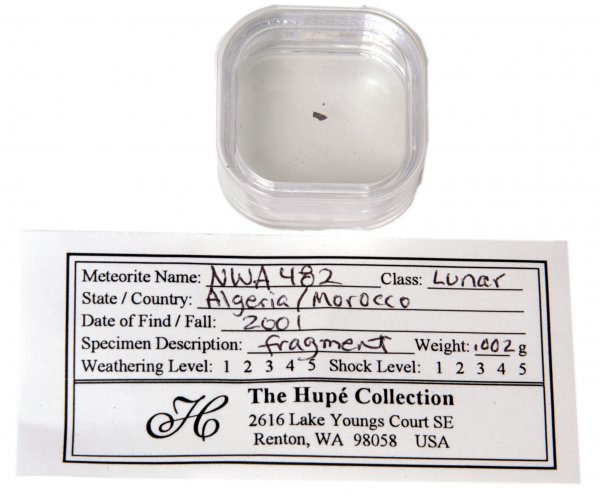 Meteorite Name: NWA 482 Class: Lunar
State / Country: Algeria/Morocco
Date of Find / Fall: 2001
Specimen Description: fragment Weight: .002 g
Weathering Level: 1 2 3 4 5 Shock Level: 1 2 3 4 5
H
The Hupé Collection
2616 Lake Youngs Court SE
Renton, WA 98058 USA